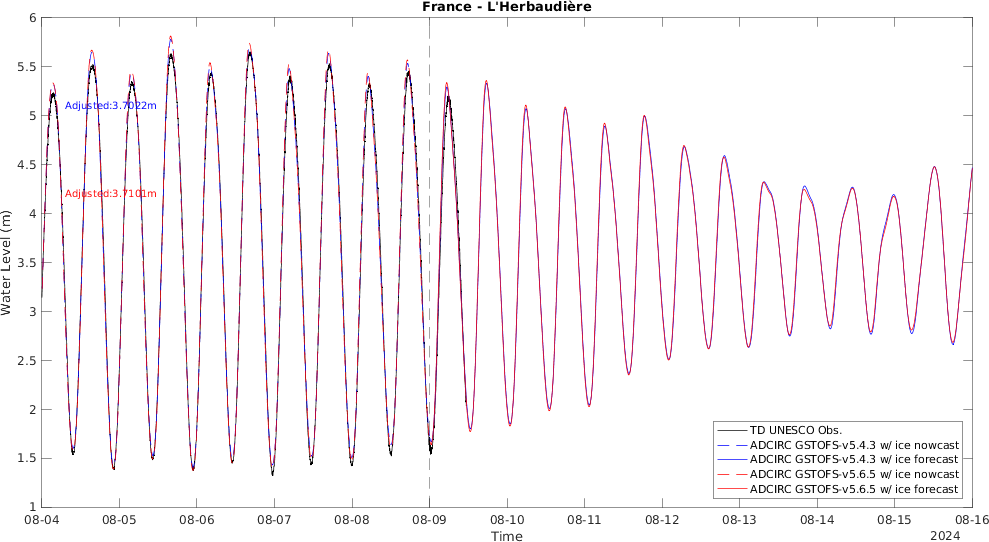 France - L'Herbaudière
6
5.5
5
4.5
4
3.5
3
2.5
2
1.5
1
Water Level (m)
Adjusted:3.7022m
Adjusted:3.7101m
TD UNESCO Obs.
ADCIRC GSTOFS-v5.4.3 w/ ice nowcast
ADCIRC GSTOFS-v5.4.3 w/ ice forecast
ADCIRC GSTOFS-v5.6.5 w/ ice nowcast
ADCIRC GSTOFS-v5.6.5 w/ ice forecast
08-04 08-05 08-06 08-07 08-08 08-09 08-10 08-11 08-12 08-13 08-14 08-15 08-16
Time
2024